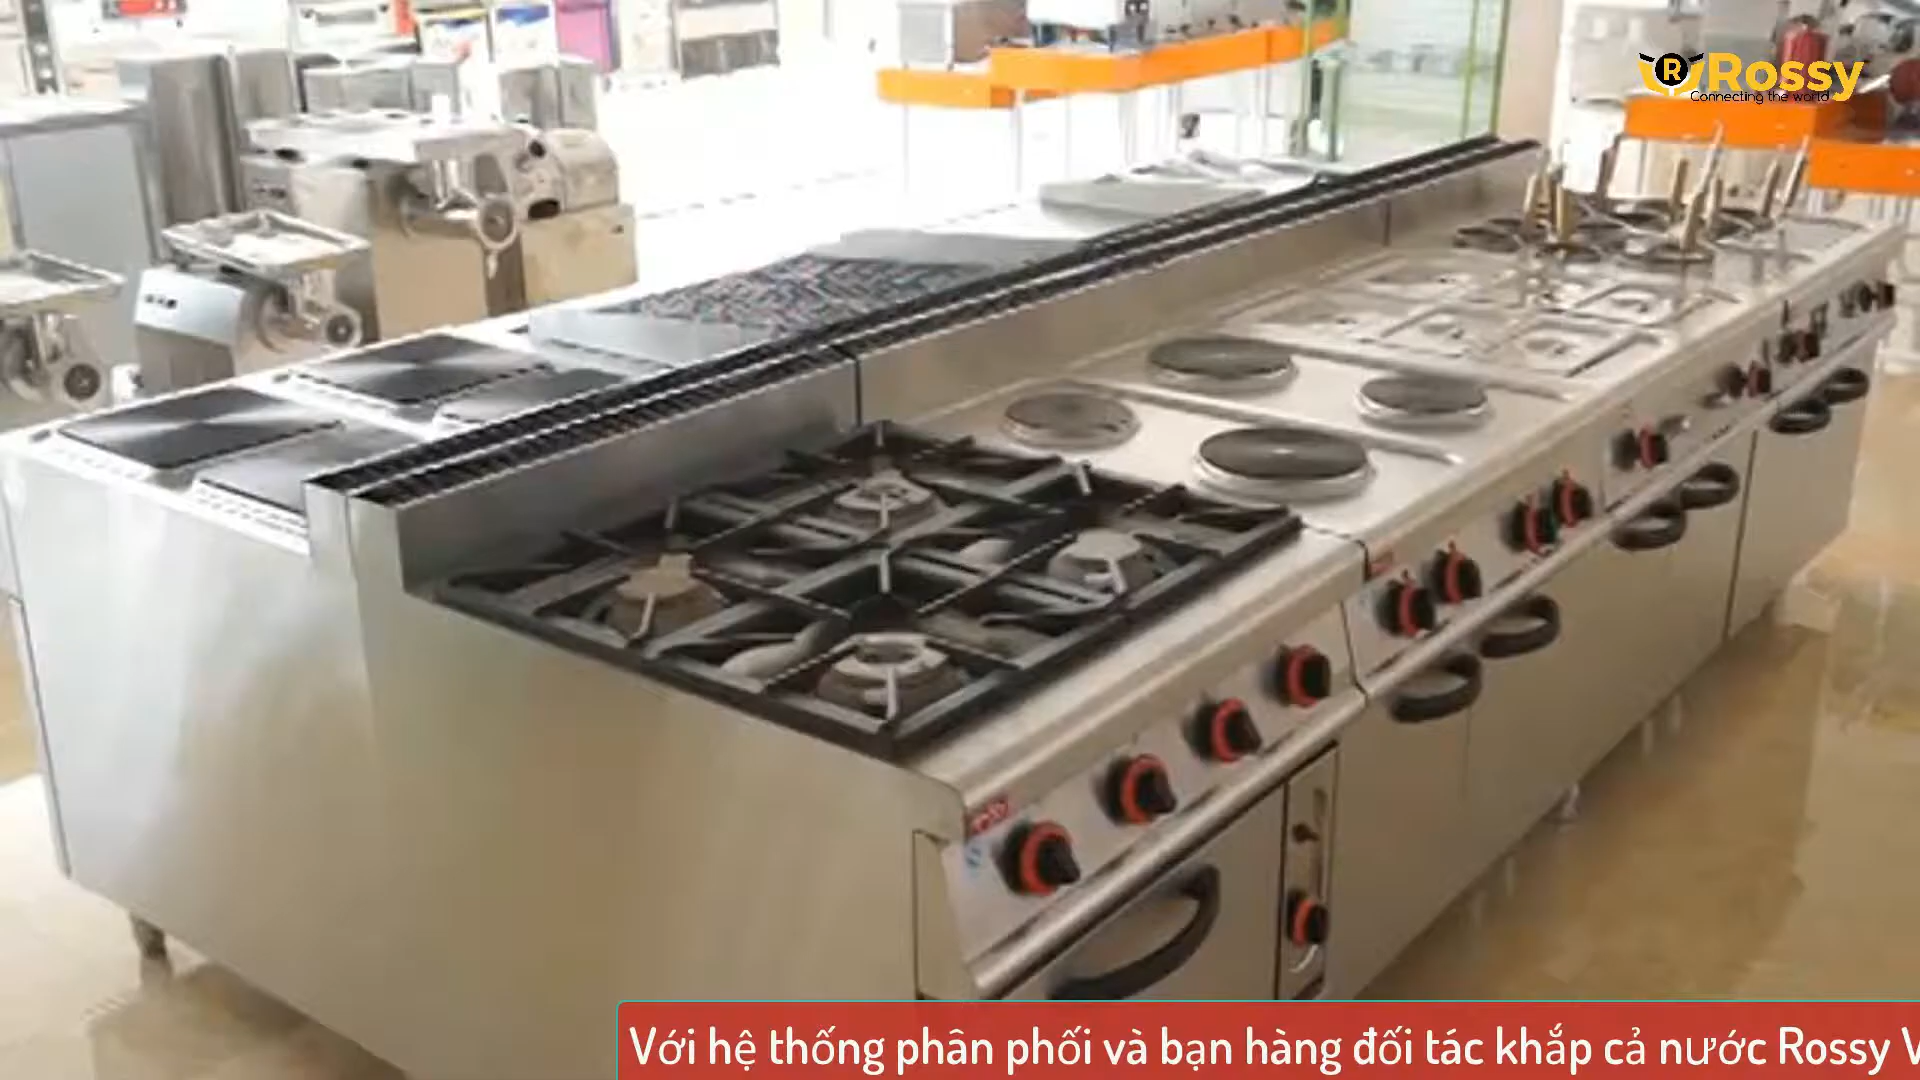 R Rossy
Connecting the world
Với hệ thống phân phối và bạn hàng đối tác khắp cả nước Rossy V